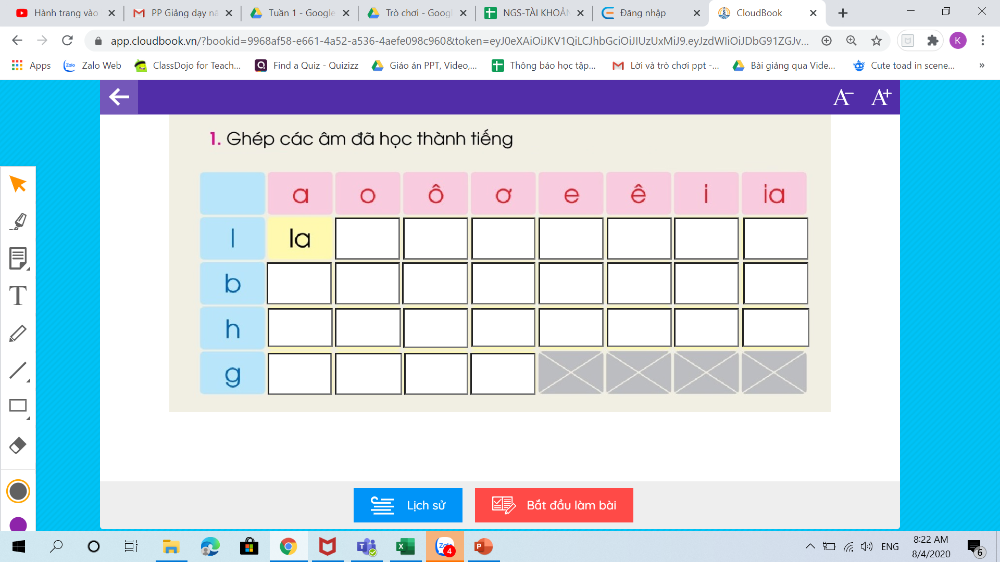 Hành trang vào
PP Giảng dạy nă
Tuần 1 - Google
Trò chơi - Googl
NGS-TÀI KHOẢN
Đăng nhập
CloudBook
app.cloudbook.vn/?bookid=9968af58-e661-4a52-a536-4aefe098c960&token=eyJ0eXAiOiJKV1QiLCJhbGciOiJIUzUxMiJ9.eyJzdWIiOiJDbG91ZGJv...
K
Apps
Zalo Web
ClassDojo for Teach...
Find a Quiz - Quizizz
Giáo án PPT, Video,...
Thông báo học tập...
Lời và trò chơi ppt -...
Bài giảng qua Vide...
Cute toad in scene...
»
A− A+
1. Ghép các âm đã học thành tiếng
a o ô ơ e ê i ia
l la
b
h
g
T
Lịch sử
Bắt đầu làm bài
4
ENG
8:22 AM
8/4/2020
6